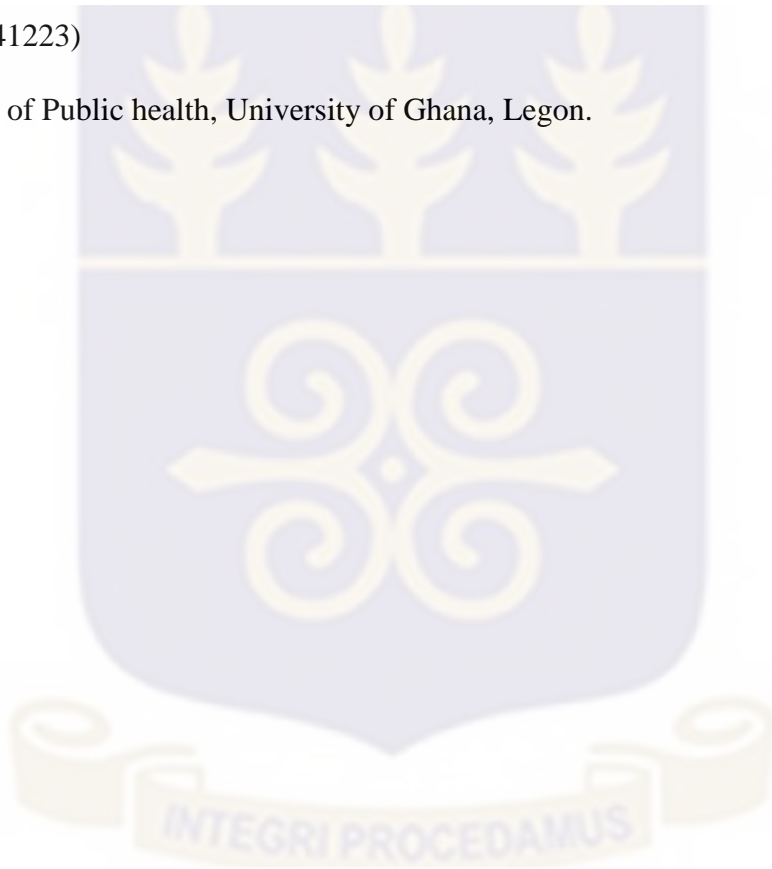 41223)
of Public health, University of Ghana, Legon.
INTEGRI PROCEDAMUS